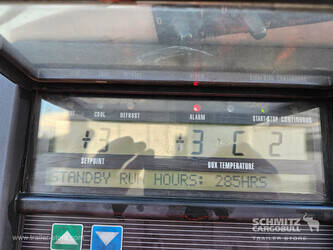 COOL DEFROST ALARM START-STOP CONTINUOUS
+3 +3 C 2
SETPOINT BOX TEMPERATURE
STANDBY RUN HOURS: 285HRS
SCHMITZ
CARGOBULL
TRAILER STORE